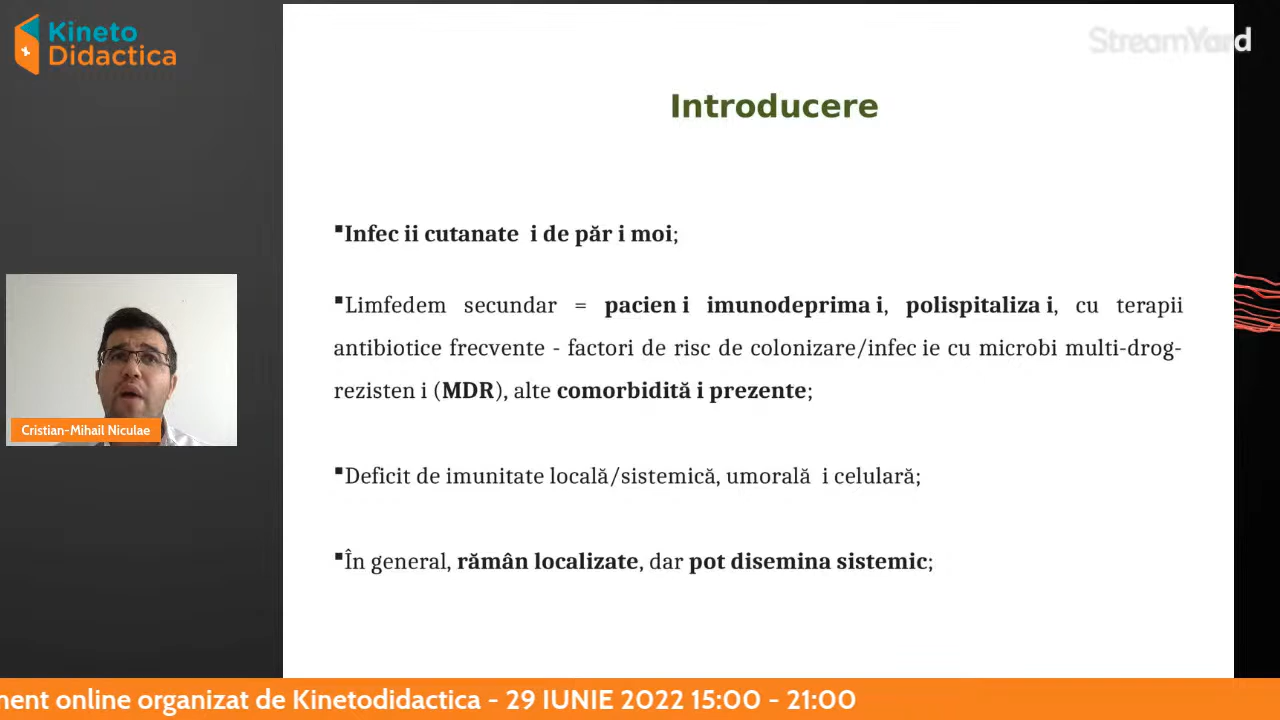 Kineto
Didactica
StreamYard
Introducere
▪Infec ii cutanate  i de păr i moi;
▪Limfedem secundar = pacien i imunodeprima i, polispitaliza i, cu terapii
antibiotice frecvente - factori de risc de colonizare/infec ie cu microbi multi-drog-
rezisten i (MDR), alte comorbidită i prezente;
▪Deficit de imunitate locală/sistemică, umorală  i celulară;
▪În general, rămân localizate, dar pot disemina sistemic;
Cristian-Mihail Niculae
nent online organizat de Kinetodidactica - 29 IUNIE 2022 15:00 - 21:00